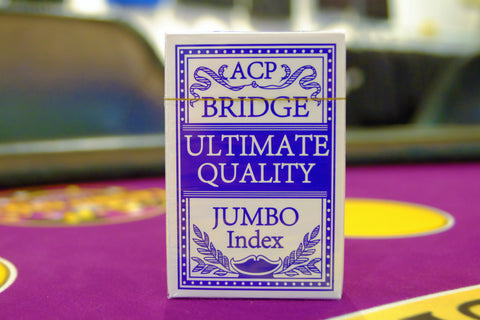 ACP
BRIDGE
ULTIMATE
QUALITY
JUMBO
Index